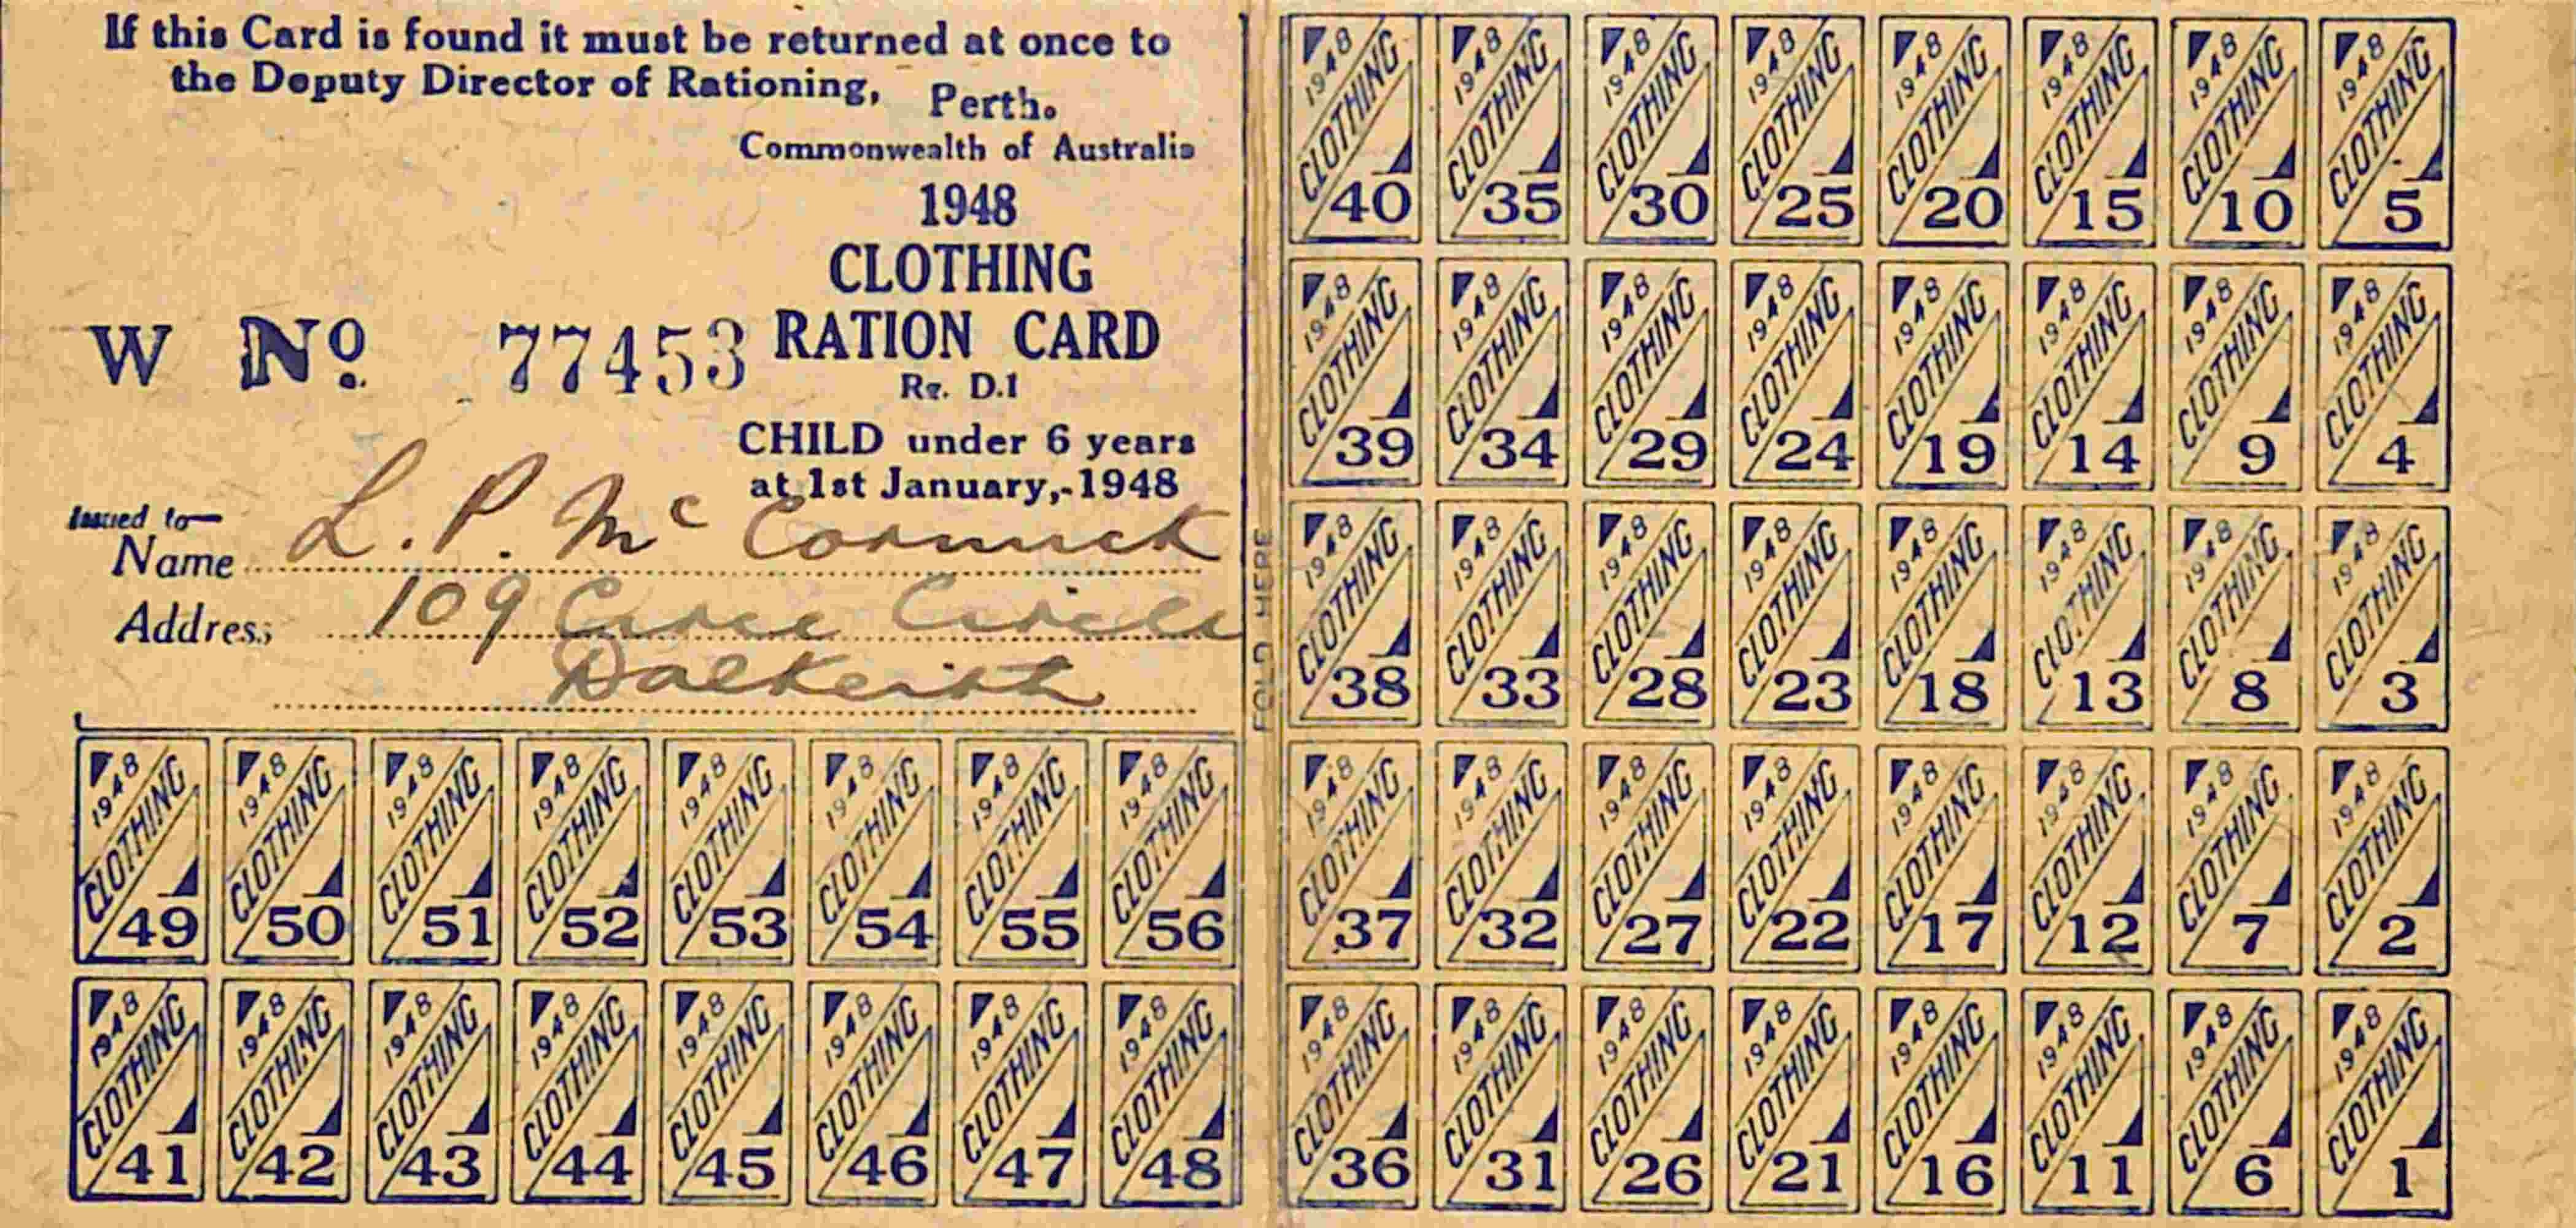 If this Card is found it must be returned at once to
the Deputy Director of Rationing, Perth.
Commonwealth of Australia
1948
CLOTHING
W No. 77453 RATION CARD
Rg. D.1
CHILD under 6 years
at 1st January, 1948
Issued to—
Name L. P. McCormick
Address 109 Circe Circle
Dalkeith
1948 CLOTHING 49
1948 CLOTHING 50
1948 CLOTHING 51
1948 CLOTHING 52
1948 CLOTHING 53
1948 CLOTHING 54
1948 CLOTHING 55
1948 CLOTHING 56
1948 CLOTHING 41
1948 CLOTHING 42
1948 CLOTHING 43
1948 CLOTHING 44
1948 CLOTHING 45
1948 CLOTHING 46
1948 CLOTHING 47
1948 CLOTHING 48
FOLD HERE
1948 CLOTHING 40
1948 CLOTHING 35
1948 CLOTHING 30
1948 CLOTHING 25
1948 CLOTHING 20
1948 CLOTHING 15
1948 CLOTHING 10
1948 CLOTHING 5
1948 CLOTHING 39
1948 CLOTHING 34
1948 CLOTHING 29
1948 CLOTHING 24
1948 CLOTHING 19
1948 CLOTHING 14
1948 CLOTHING 9
1948 CLOTHING 4
1948 CLOTHING 38
1948 CLOTHING 33
1948 CLOTHING 28
1948 CLOTHING 23
1948 CLOTHING 18
1948 CLOTHING 13
1948 CLOTHING 8
1948 CLOTHING 3
1948 CLOTHING 37
1948 CLOTHING 32
1948 CLOTHING 27
1948 CLOTHING 22
1948 CLOTHING 17
1948 CLOTHING 12
1948 CLOTHING 7
1948 CLOTHING 2
1948 CLOTHING 36
1948 CLOTHING 31
1948 CLOTHING 26
1948 CLOTHING 21
1948 CLOTHING 16
1948 CLOTHING 11
1948 CLOTHING 6
1948 CLOTHING 1